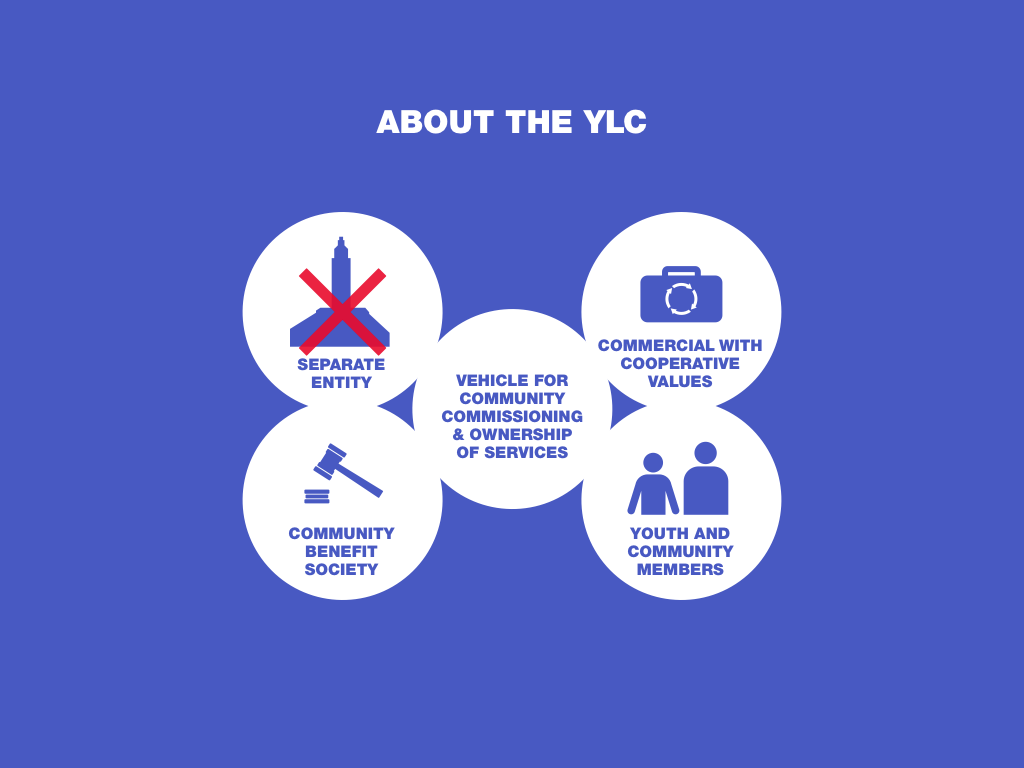 ABOUT THE YLC
SEPARATE
ENTITY
COMMERCIAL WITH
COOPERATIVE
VALUES
VEHICLE FOR
COMMUNITY
COMMISSIONING
& OWNERSHIP
OF SERVICES
COMMUNITY
BENEFIT
SOCIETY
YOUTH AND
COMMUNITY
MEMBERS